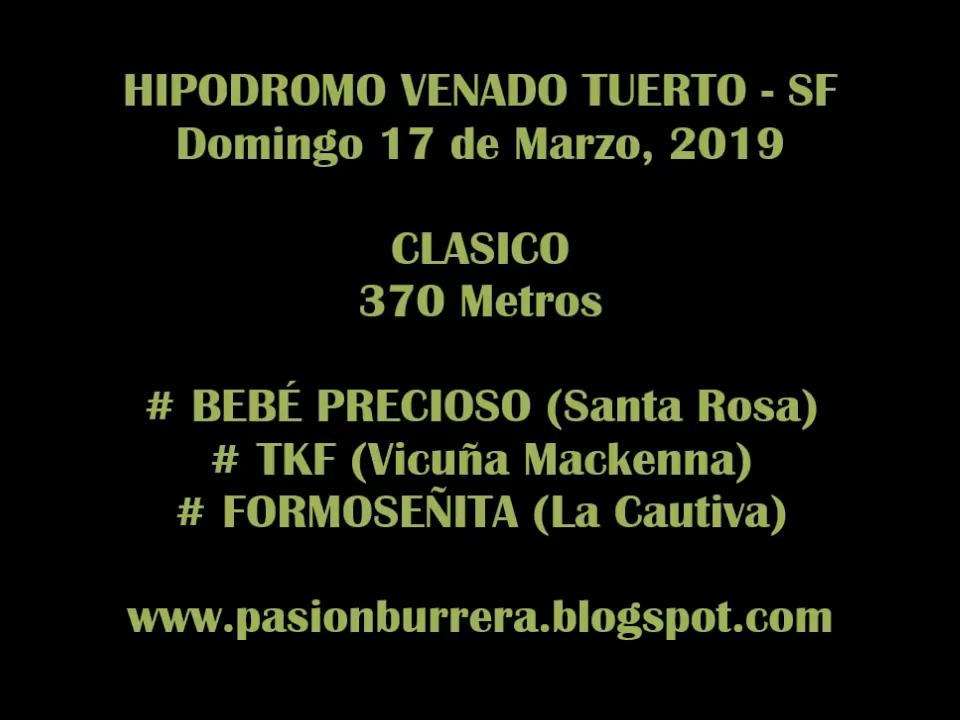 HIPODROMO VENADO TUERTO - SF
Domingo 17 de Marzo, 2019
CLASICO
370 Metros
# BEBÉ PRECIOSO (Santa Rosa)
# TKF (Vicuña Mackenna)
# FORMOSEÑITA (La Cautiva)
www.pasionburrera.blogspot.com